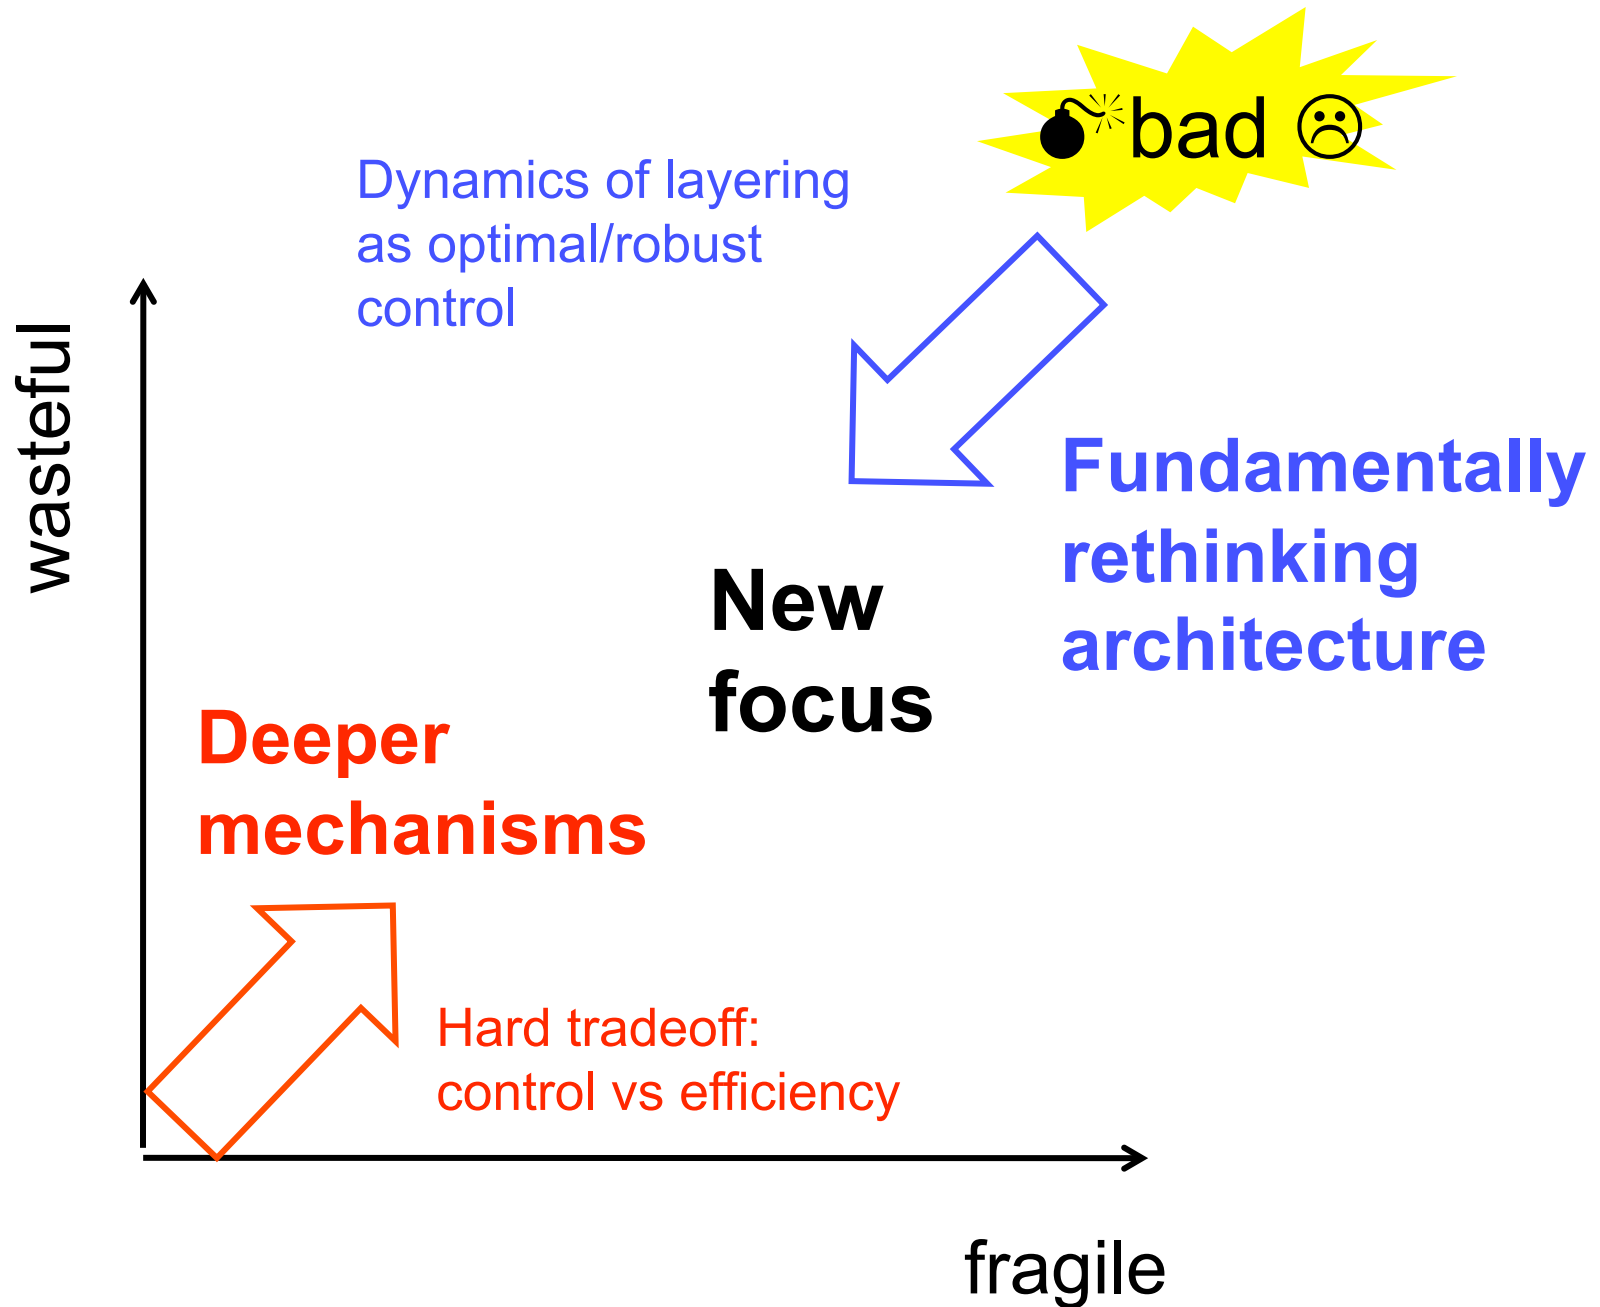 bad
Dynamics of layering
as optimal/robust
control
wasteful
Fundamentally
rethinking
architecture
New
focus
Deeper
mechanisms
Hard tradeoff:
control vs efficiency
fragile